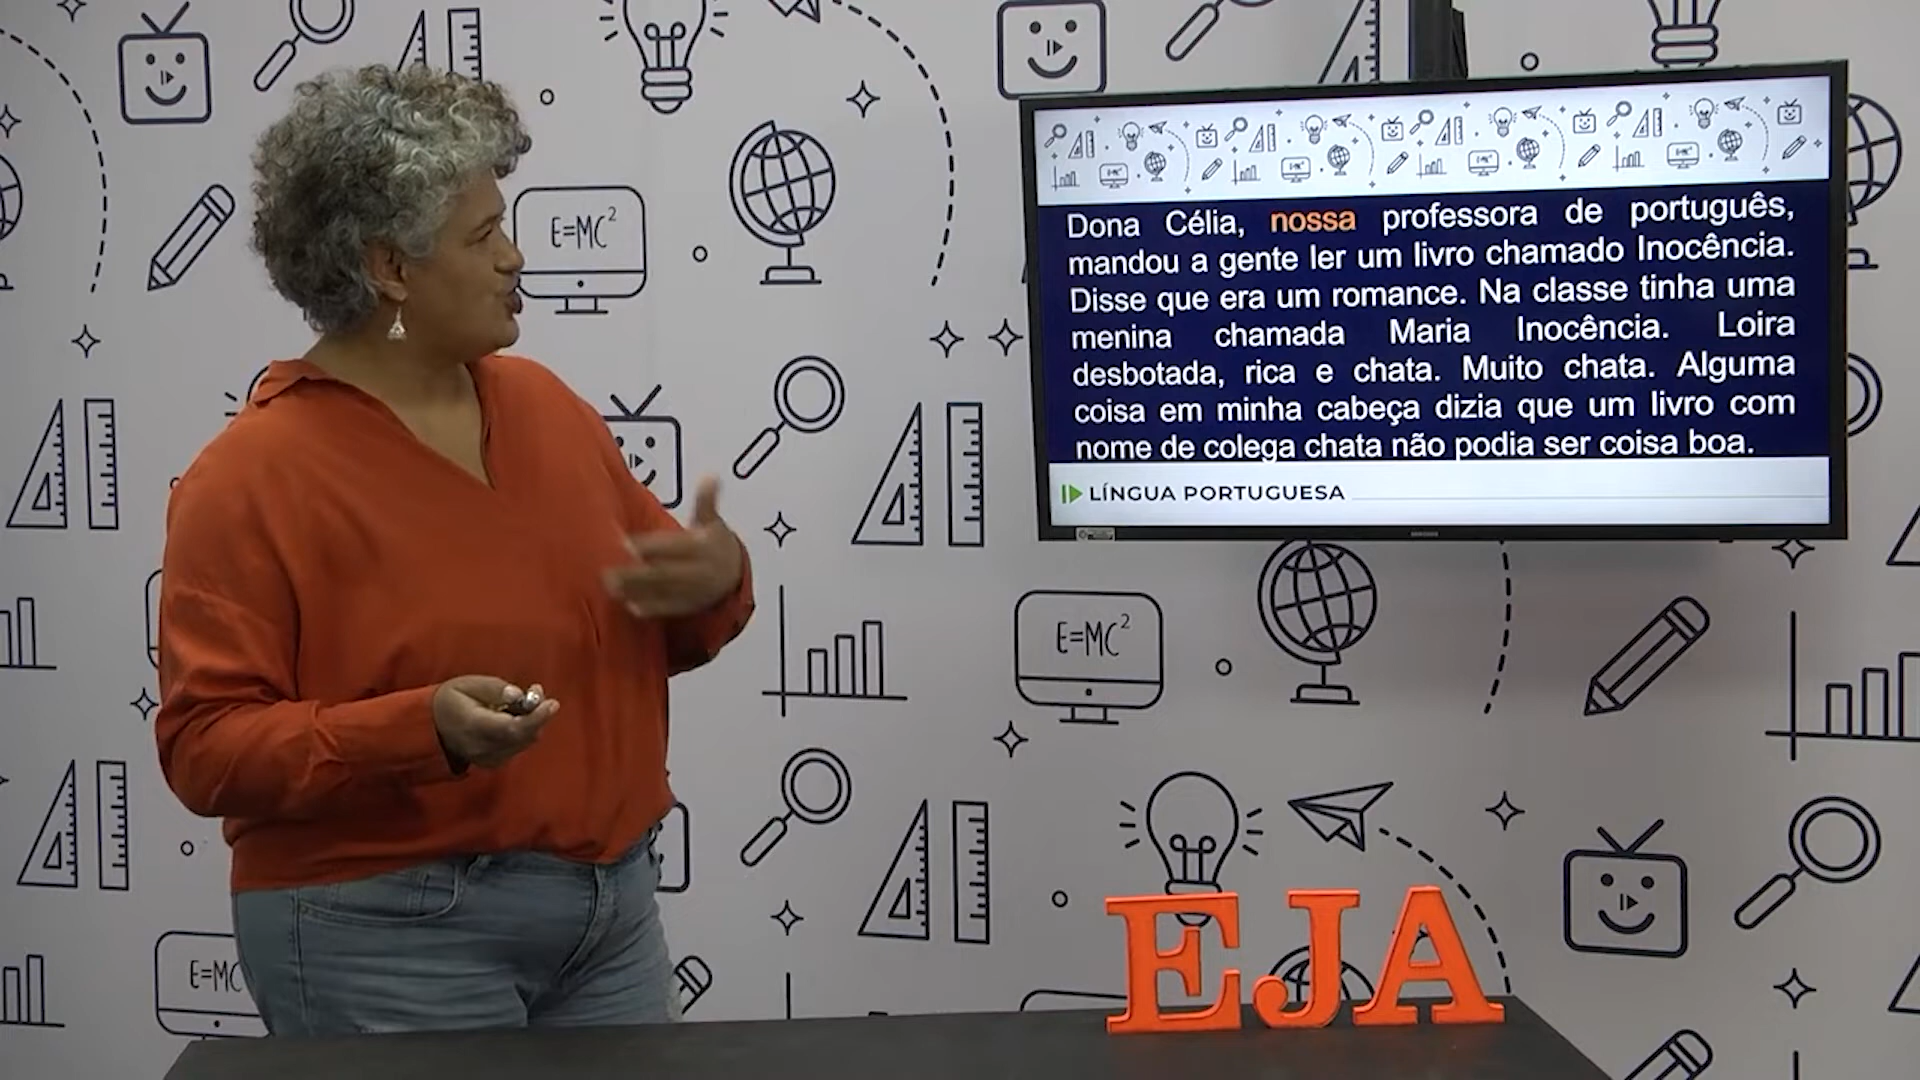 E=MC²
Dona Célia, nossa professora de português,
mandou a gente ler um livro chamado Inocência.
Disse que era um romance. Na classe tinha uma
menina chamada Maria Inocência. Loira
desbotada, rica e chata. Muito chata. Alguma
coisa em minha cabeça dizia que um livro com
nome de colega chata não podia ser coisa boa.
LÍNGUA PORTUGUESA
E=MC²
E=MC
EJA